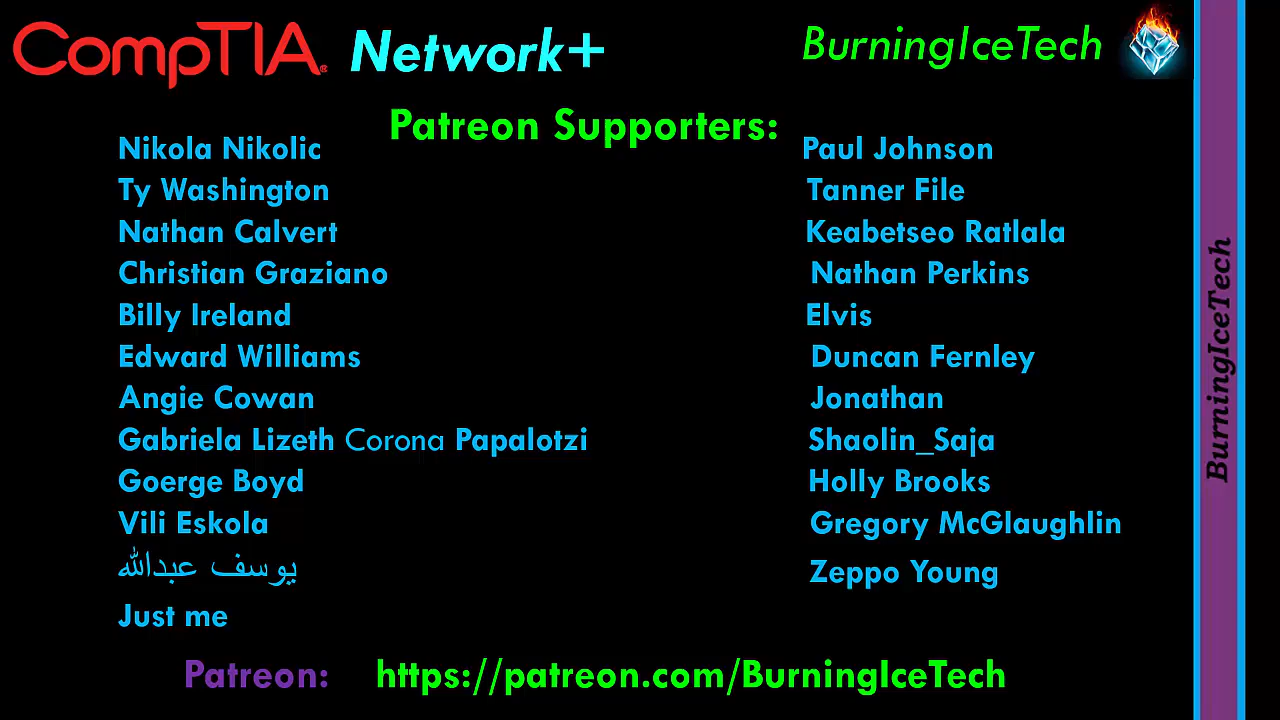 CompTIA® Network+
BurningIceTech
Patreon Supporters:
Nikola Nikolic
Ty Washington
Nathan Calvert
Christian Graziano
Billy Ireland
Edward Williams
Angie Cowan
Gabriela Lizeth Corona Papalotzi
Goerge Boyd
Vili Eskola
يوسف عبدالله
Just me
Paul Johnson
Tanner File
Keabetseo Ratlala
Nathan Perkins
Elvis
Duncan Fernley
Jonathan
Shaolin_Saja
Holly Brooks
Gregory McGlaughlin
Zeppo Young
Patreon: https://patreon.com/BurningIceTech
BurningIceTech